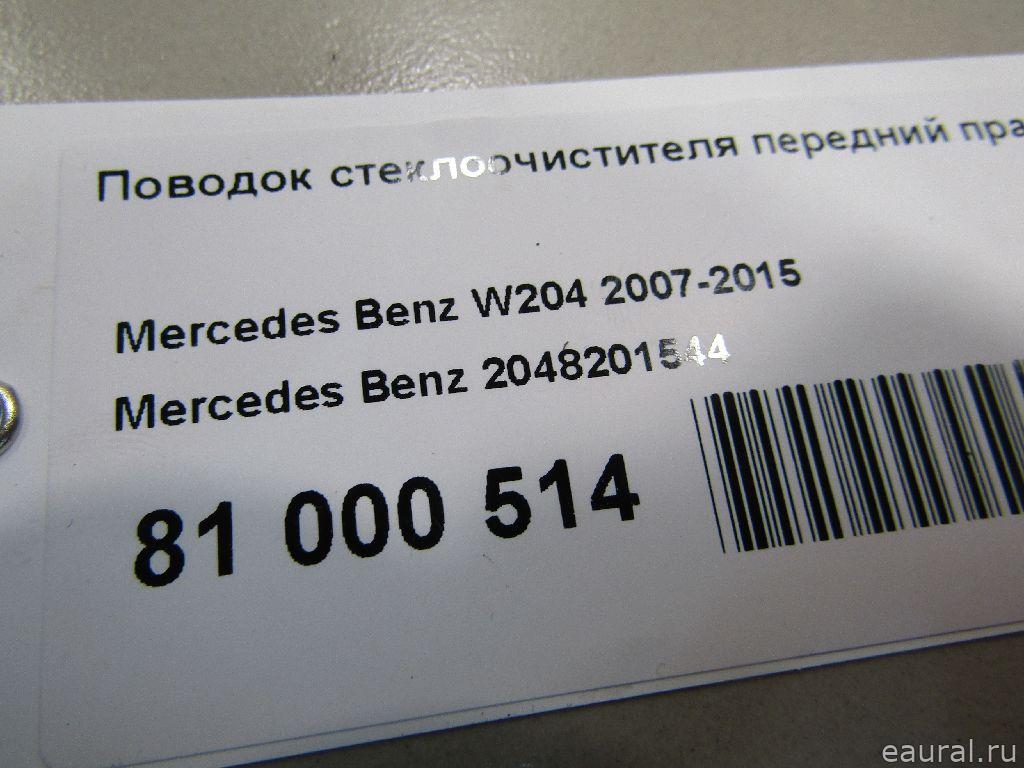 Поводок стеклоочистителя передний пра
Mercedes Benz W204 2007-2015
Mercedes Benz 2048201544
81 000 514
eaural.ru